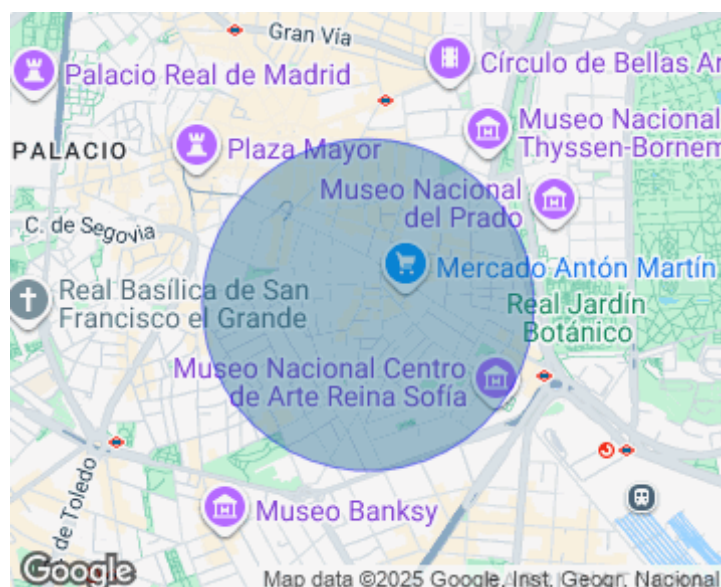 Gran Vía
Palacio Real de Madrid
Círculo de Bellas Ar
Museo Nacional
Thyssen-Bornem
PALACIO
Plaza Mayor
Museo Nacional
del Prado
C. de Segovia
Mercado Antón Martín
Real Basílica de San
Francisco el Grande
Real Jardín
Botánico
Museo Nacional Centro
de Arte Reina Sofía
de Toledo
Museo Banksy
Google
Map data ©2025 Google, Inst. Geogr. Nacional